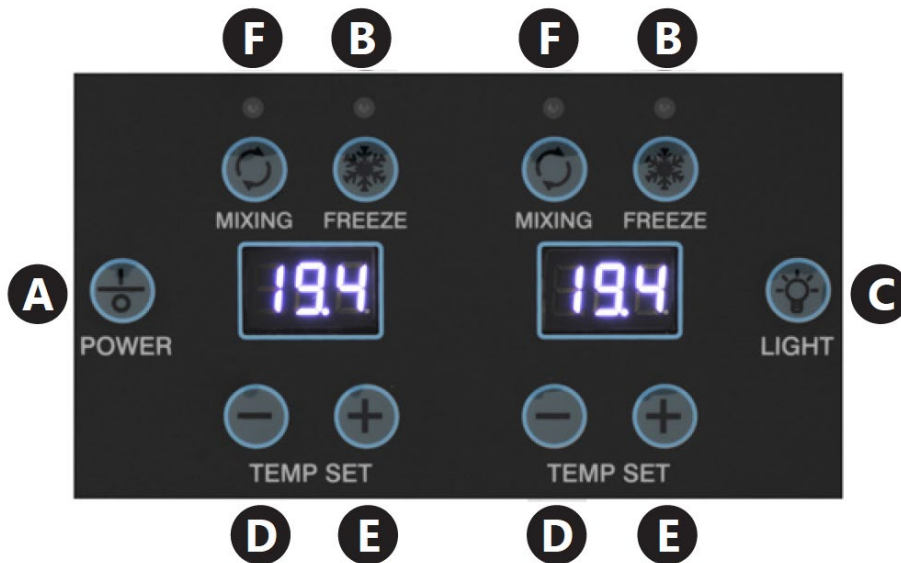 F B F B
MIXING FREEZE MIXING FREEZE
19.4 19.4
A C
POWER LIGHT
- + - +
TEMP SET TEMP SET
D E D E